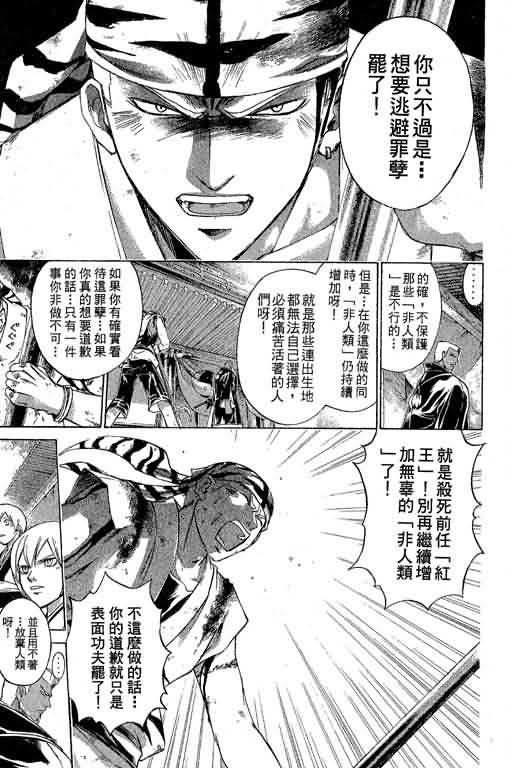 你只不過是…
想要逃避罪孽
罷了！
……
的確，不保護
那些「非人類
」是不行的…
但是…在你這麼做的同
時，「非人類」仍持續
增加呀！
就是那些連出生地
都無法自己選擇，
必須痛苦活著的人
們呀！
如果你有確實看
待這罪孽…如果
你真的想要道歉
的話…只有一件
事你非做不可…
就是殺死前任「紅
王」！別再繼續增
加無辜的「非人類
」了！
不這麼做的話…
你的道歉就只是
表面功夫罷了！
…
並且用不著
…放棄人類
呀！